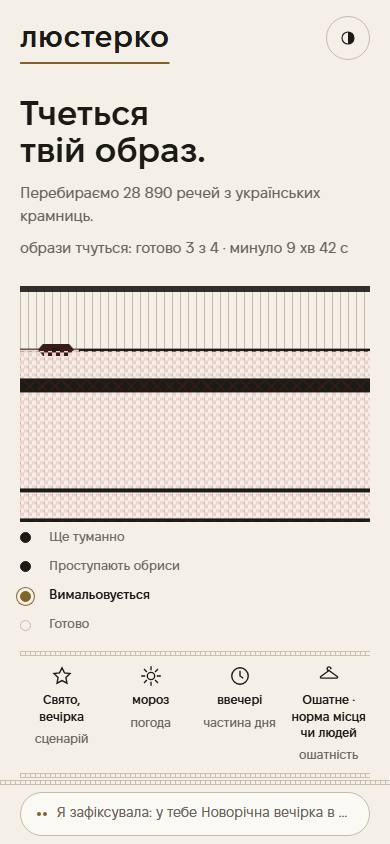 люстерко
Тчеться
твій образ.
Перебираємо 28 890 речей з українських
крамниць.
образи тчуться: готово 3 з 4 · минуло 9 хв 42 с
Ще туманно
Проступають обриси
Вимальовується
Готово
Свято,
вечірка
сценарій
мороз
погода
ввечері
частина дня
Ошатне ·
норма місця
чи людей
ошатність
Я зафіксувала: у тебе Новорічна вечірка в ...